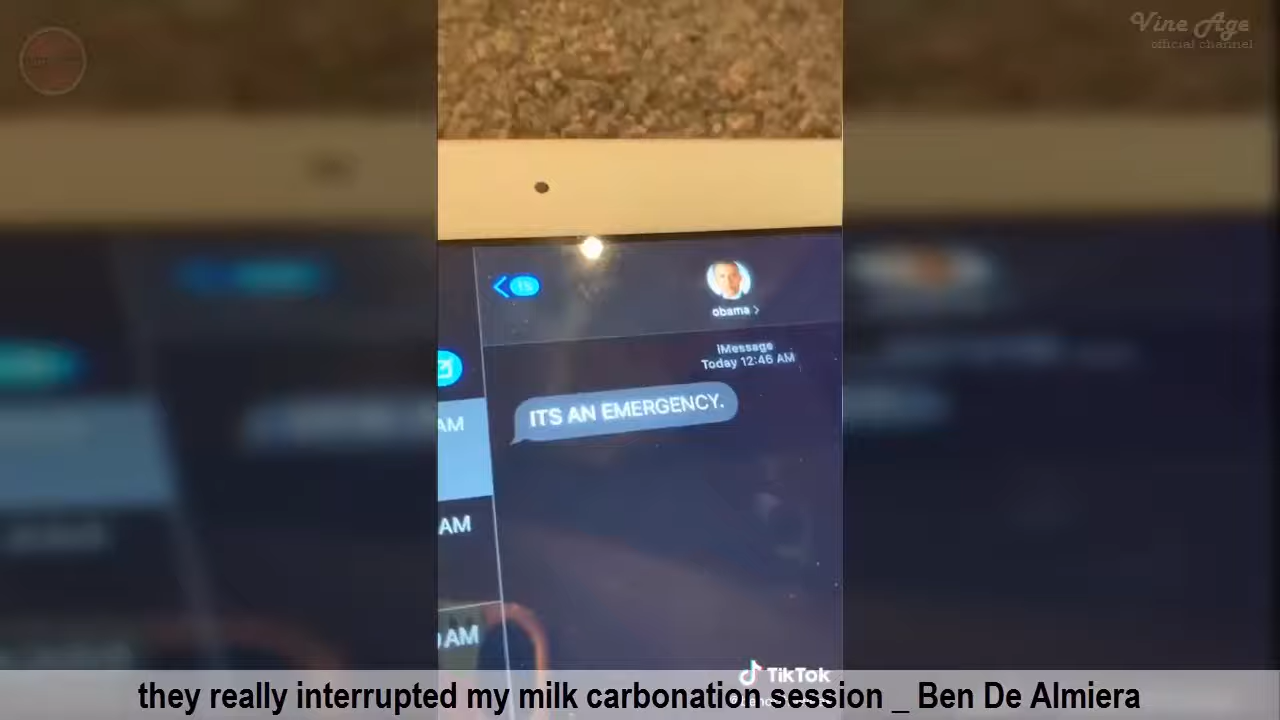 Vine Age
official channel
15
obama >
iMessage
Today 12:46 AM
ITS AN EMERGENCY.
AM
AM
AM
TikTok
they really interrupted my milk carbonation session _ Ben De Almiera